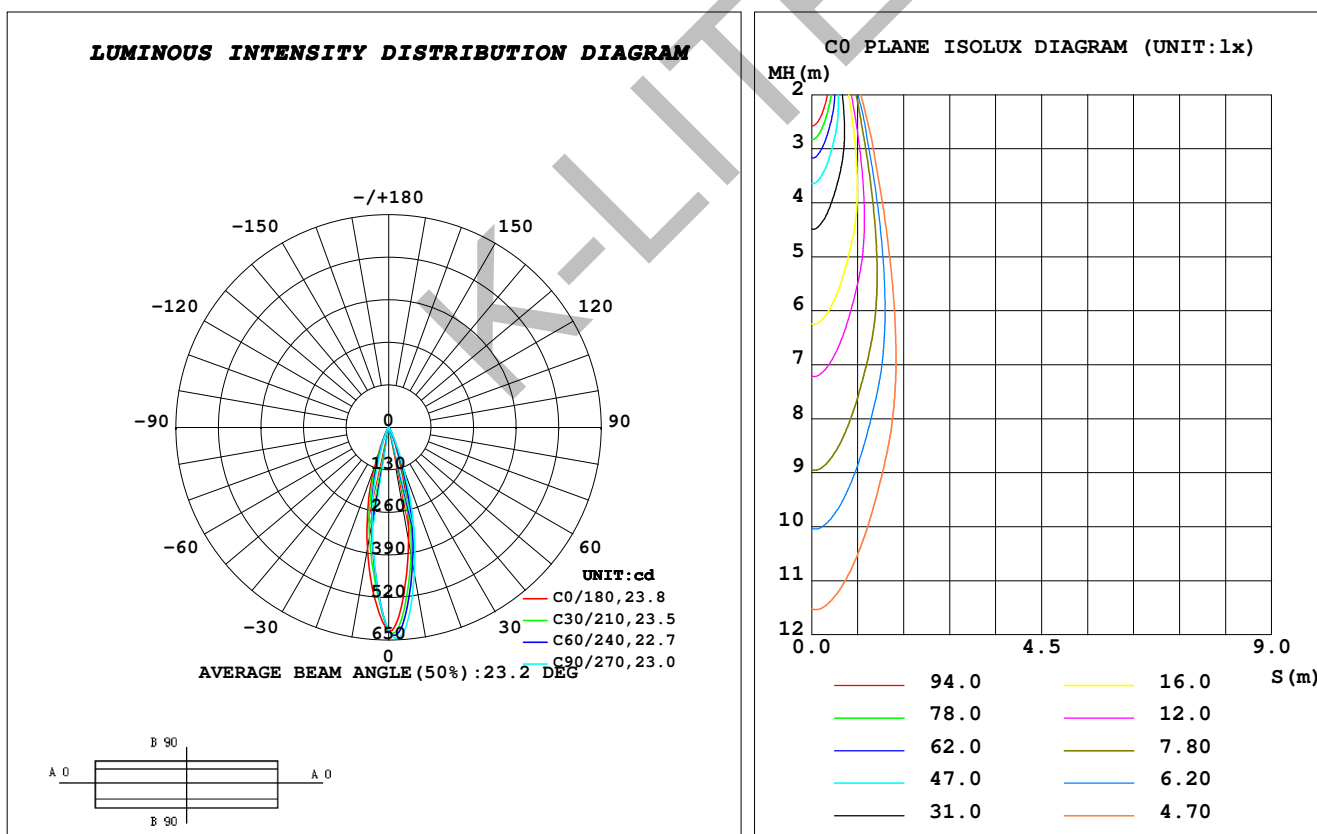 LUMINOUS INTENSITY DISTRIBUTION DIAGRAM
-/+180
-150
150
-120
120
-90
90
-60
60
-30
30
0
0
130
260
390
520
650
UNIT:cd
C0/180,23.8
C30/210,23.5
C60/240,22.7
C90/270,23.0
AVERAGE BEAM ANGLE(50%):23.2 DEG
B 90
A 0
A 0
B 90
K-LITE
C0 PLANE ISOLUX DIAGRAM (UNIT:lx)
MH(m)
2
3
4
5
6
7
8
9
10
11
12
0.0
4.5
9.0
S(m)
94.0
78.0
62.0
47.0
31.0
16.0
12.0
7.80
6.20
4.70